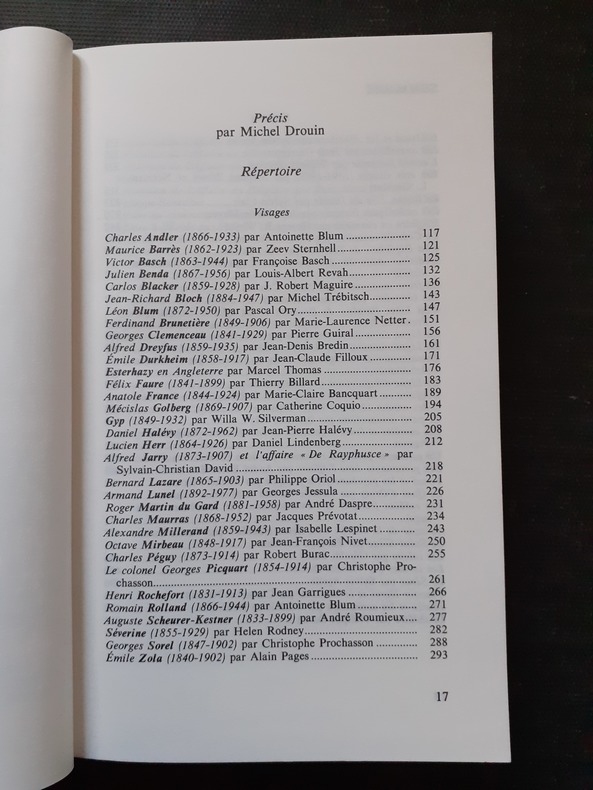 Précis
par Michel Drouin
Répertoire
Visages
Charles Andler (1866-1933) par Antoinette Blum ....................... 117
Maurice Barrès (1862-1923) par Zeev Sternhell ....................... 121
Victor Basch (1863-1944) par Françoise Basch ....................... 125
Julien Benda (1867-1956) par Louis-Albert Revah .................... 132
Carlos Blacker (1859-1928) par J. Robert Maguire ................... 136
Jean-Richard Bloch (1884-1947) par Michel Trébitsch............... 143
Léon Blum (1872-1950) par Pascal Ory ................................ 147
Ferdinand Brunetière (1849-1906) par Marie-Laurence Netter . 151
Georges Clemenceau (1841-1929) par Pierre Guiral .................. 156
Alfred Dreyfus (1859-1935) par Jean-Denis Bredin .................. 161
Émile Durkheim (1858-1917) par Jean-Claude Filloux ............. 171
Esterhazy en Angleterre par Marcel Thomas ......................... 176
Félix Faure (1841-1899) par Thierry Billard .......................... 183
Anatole France (1844-1924) par Marie-Claire Bancquart ........... 189
Mécislas Golberg (1869-1907) par Catherine Coquio ............... 194
Gyp (1849-1932) par Willa W. Silverman .............................. 205
Daniel Halévy (1872-1962) par Jean-Pierre Halévy .................. 208
Lucien Herr (1864-1926) par Daniel Lindenberg ..................... 212
Alfred Jarry (1873-1907) et l'affaire « De Rayphusce » par
Sylvain-Christian David ................................................ 218
Bernard Lazare (1865-1903) par Philippe Oriol ...................... 221
Armand Lunel (1892-1977) par Georges Jessula ..................... 226
Roger Martin du Gard (1881-1958) par André Daspre............. 231
Charles Maurras (1868-1952) par Jacques Prévotat ................. 234
Alexandre Millerand (1859-1943) par Isabelle Lespinet ............ 243
Octave Mirbeau (1848-1917) par Jean-François Nivet ............... 250
Charles Péguy (1873-1914) par Robert Burac ........................ 255
Le colonel Georges Picquart (1854-1914) par Christophe Pro-
chasson..................................................................... 261
Henri Rochefort (1831-1913) par Jean Garrigues .................... 266
Romain Rolland (1866-1944) par Antoinette Blum .................. 271
Auguste Scheurer-Kestner (1833-1899) par André Roumieux.... 277
Séverine (1855-1929) par Helen Rodney................................ 282
Georges Sorel (1847-1902) par Christophe Prochasson ............. 288
Émile Zola (1840-1902) par Alain Pages ............................... 293
17